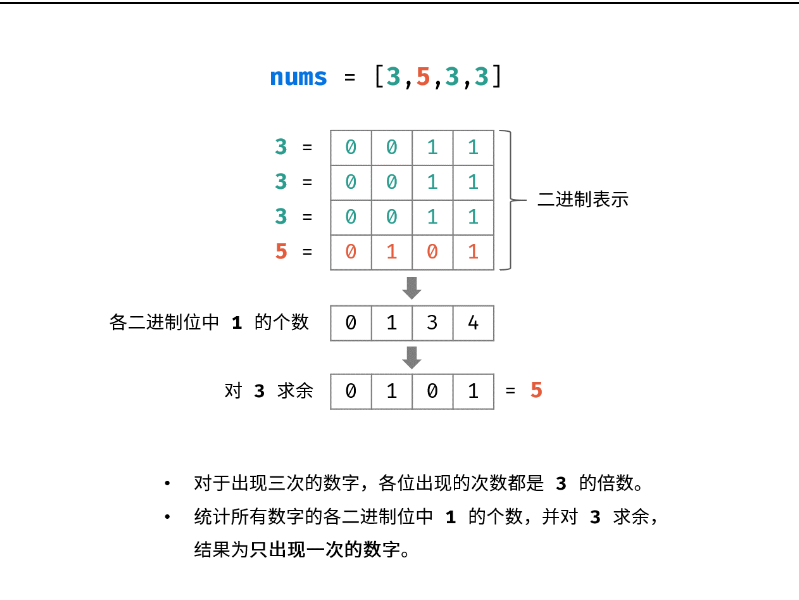 nums = [3,5,3,3]
3 = 0 0 1 1
3 = 0 0 1 1
3 = 0 0 1 1
5 = 0 1 0 1
二进制表示
各二进制位中 1 的个数 0 1 3 4
对 3 求余 0 1 0 1 = 5
• 对于出现三次的数字，各位出现的次数都是 3 的倍数。
• 统计所有数字的各二进制位中 1 的个数，并对 3 求余，
结果为只出现一次的数字。